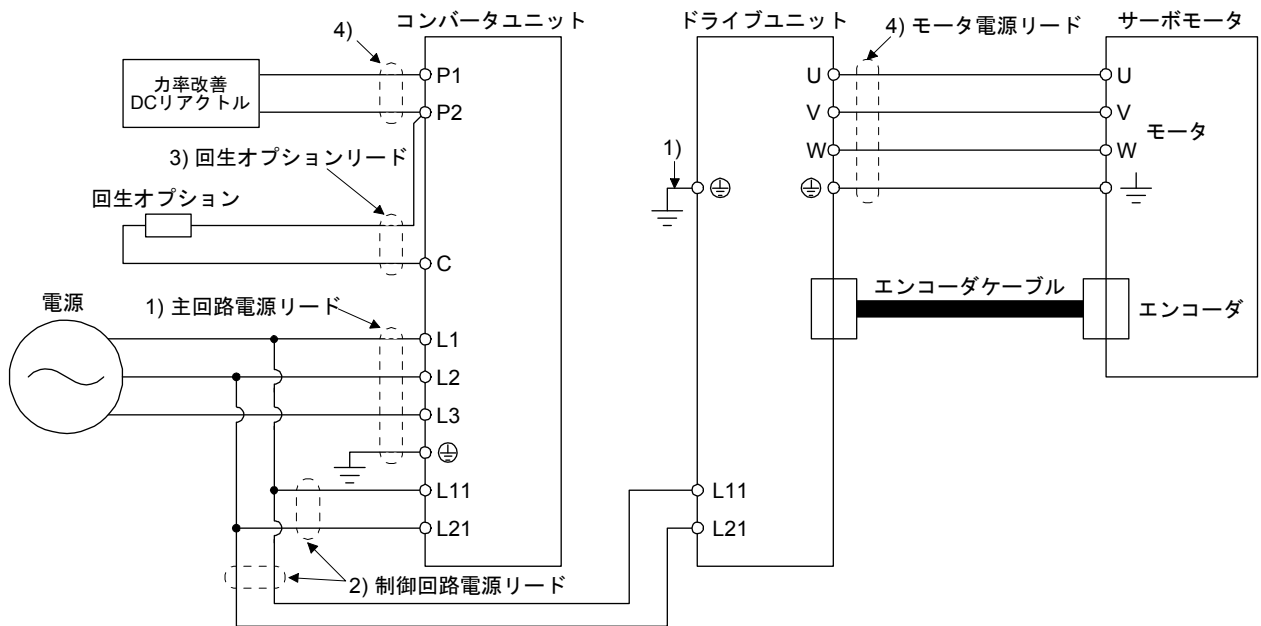 コンバータユニット
ドライブユニット
サーボモータ
4)
4) モータ電源リード
力率改善
DCリアクトル
P1
P2
U
V
W
U
V
W
モータ
3) 回生オプションリード
回生オプション
C
1)
電源
1) 主回路電源リード
L1
L2
L3
エンコーダケーブル
エンコーダ
L11
L21
L11
L21
2) 制御回路電源リード